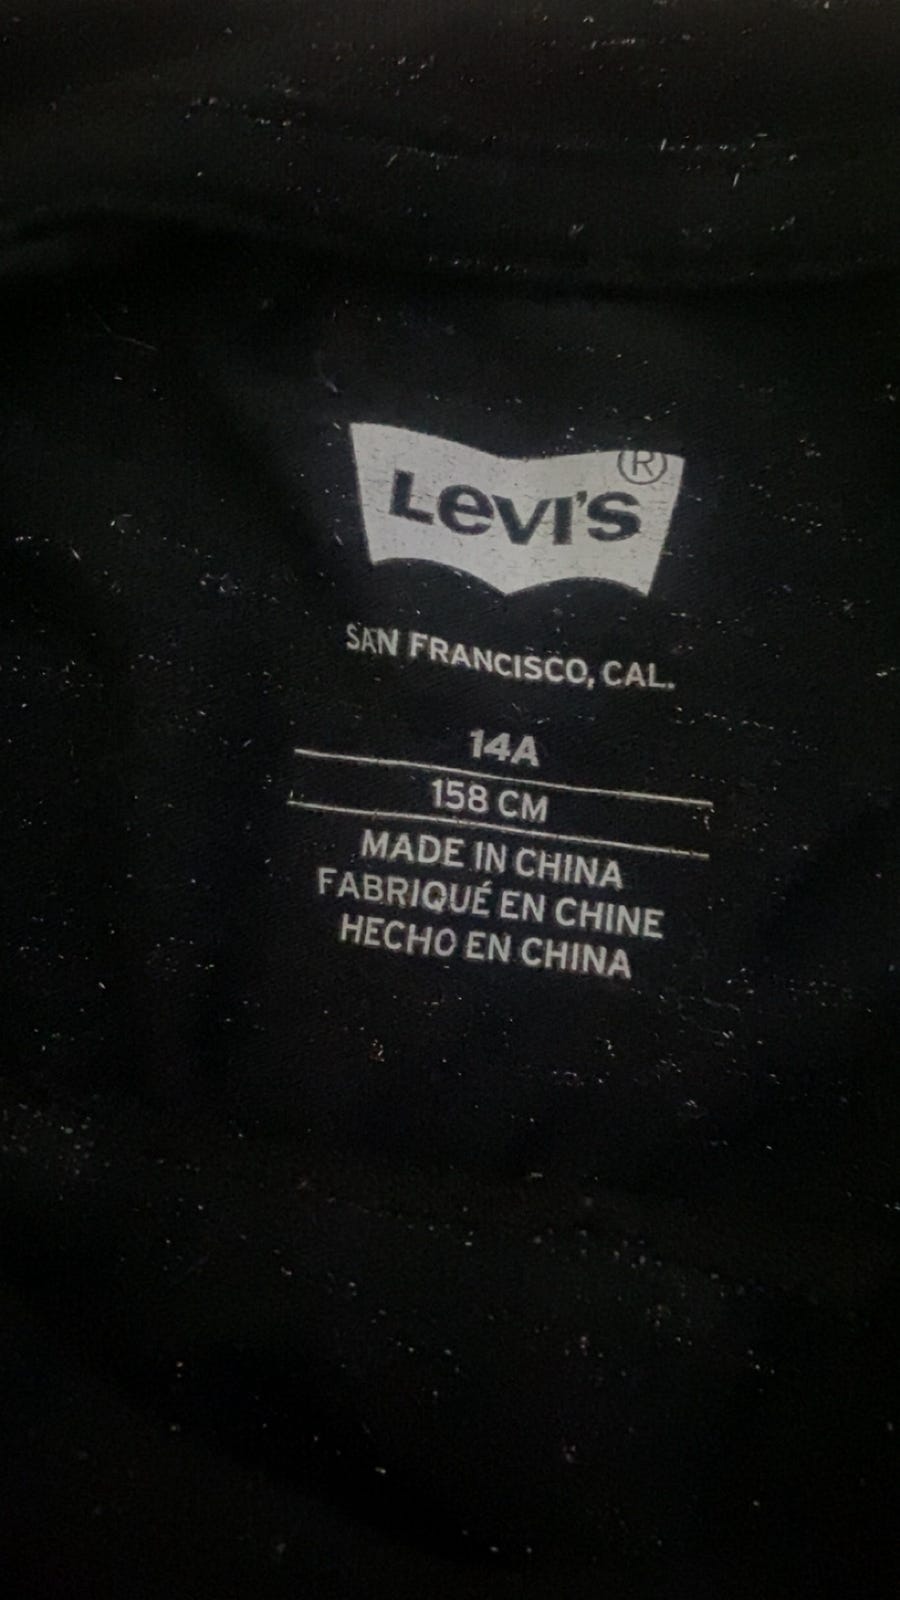 LEVI'S®
SAN FRANCISCO, CAL.
14A
158 CM
MADE IN CHINA
FABRIQUÉ EN CHINE
HECHO EN CHINA